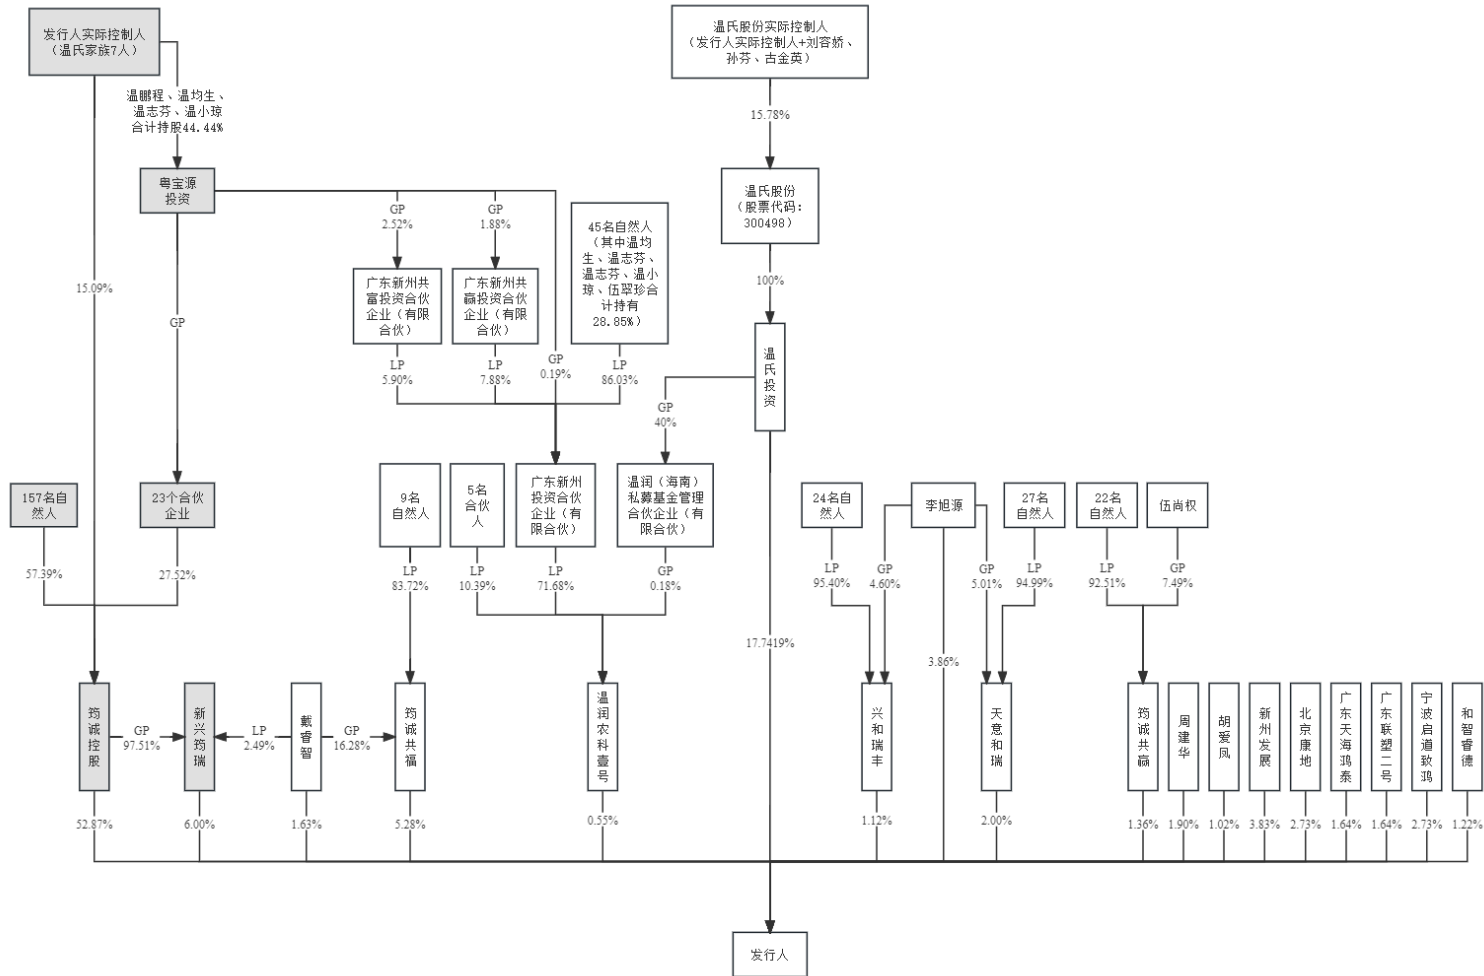 发行人实际控制人
（温氏家族7人）
温氏股份实际控制人
（发行人实际控制人+刘容娇、
孙芬、古金英）
温鹏程、温均生、
温志芬、温小琼
合计持股44.44%
15.78%
粤宝源
投资
温氏股份
（股票代码：
300498）
GP
2.52%
GP
1.88%
45名自然人
（其中温均
生、温志芬、
温志芬、温小
琼、伍翠珍合
计持有
28.85%）
15.09%
广东新州共
富投资合伙
企业（有限
合伙）
广东新州共
赢投资合伙
企业（有限
合伙）
100%
GP
温氏投资
LP
5.90%
LP
7.88%
GP
0.19%
LP
86.03%
GP
40%
157名自
然人
23个合伙
企业
9名
自然人
5名
合伙
人
广东新州
投资合伙
企业（有
限合伙）
温润（海南）
私募基金管理
合伙企业（有
限合伙）
24名自
然人
李旭源
27名
自然人
22名
自然人
伍尚权
57.39%
27.52%
LP
83.72%
LP
10.39%
LP
71.68%
GP
0.18%
LP
95.40%
GP
4.60%
GP
5.01%
LP
94.99%
LP
92.51%
GP
7.49%
17.7419%
3.86%
筠诚控股
GP
97.51%
新兴筠瑞
LP
2.49%
戴睿智
GP
16.28%
筠诚共福
温润农科壹号
兴和瑞丰
天意和瑞
筠诚共赢
周建华
胡爱凤
新州发展
北京康地
广东天海鸿泰
广东联塑二号
宁波启道致鸿
和智睿德
52.87%
6.00%
1.63%
5.28%
0.55%
1.12%
2.00%
1.36%
1.90%
1.02%
3.83%
2.73%
1.64%
1.64%
2.73%
1.22%
发行人